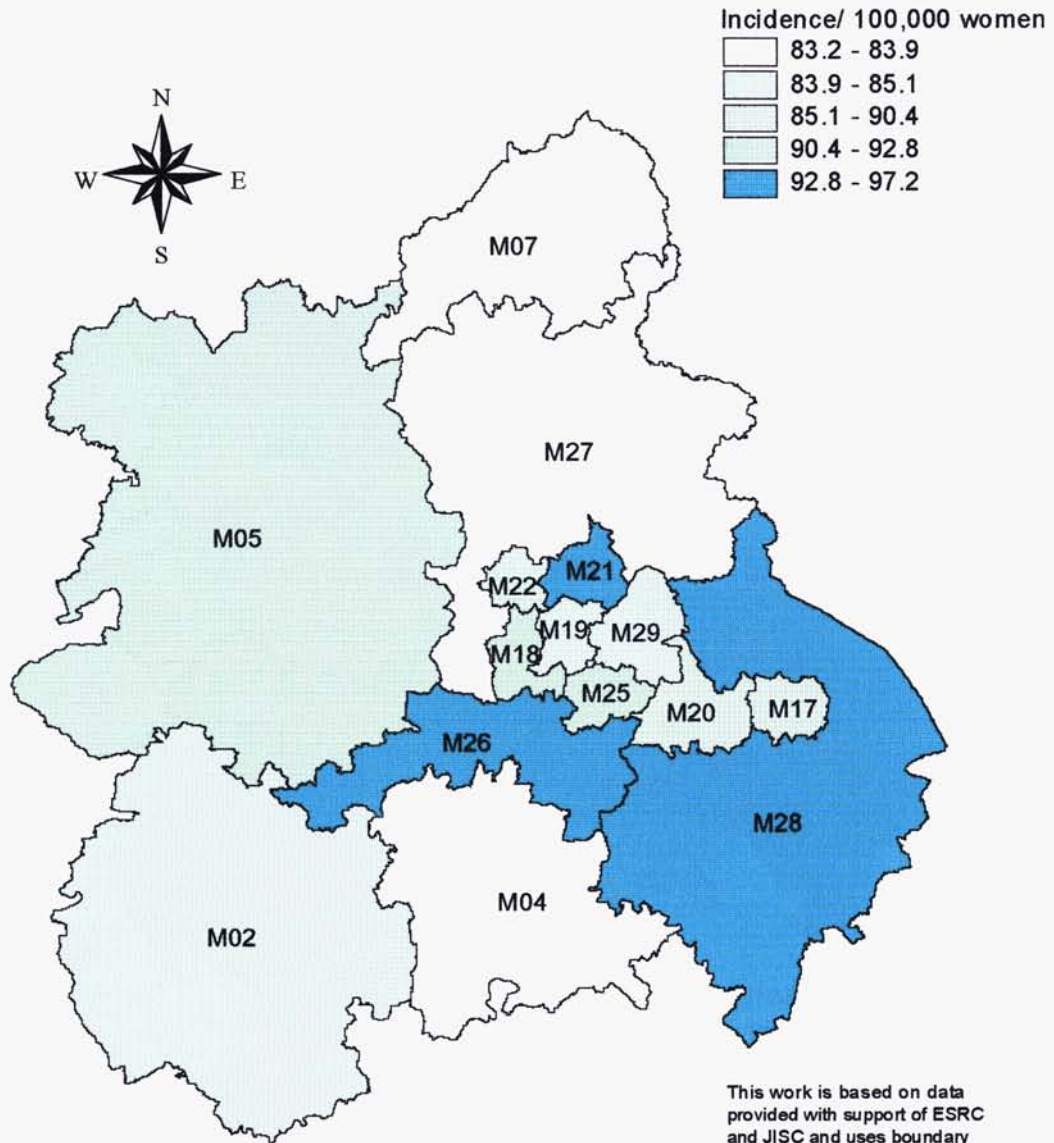 Incidence/ 100,000 women
83.2 - 83.9
83.9 - 85.1
85.1 - 90.4
90.4 - 92.8
92.8 - 97.2
N
W E
S
M07
M27
M05
M21
M22
M19
M29
M18
M25
M20
M17
M26
M28
M04
M02
This work is based on data
provided with support of ESRC
and JISC and uses boundary